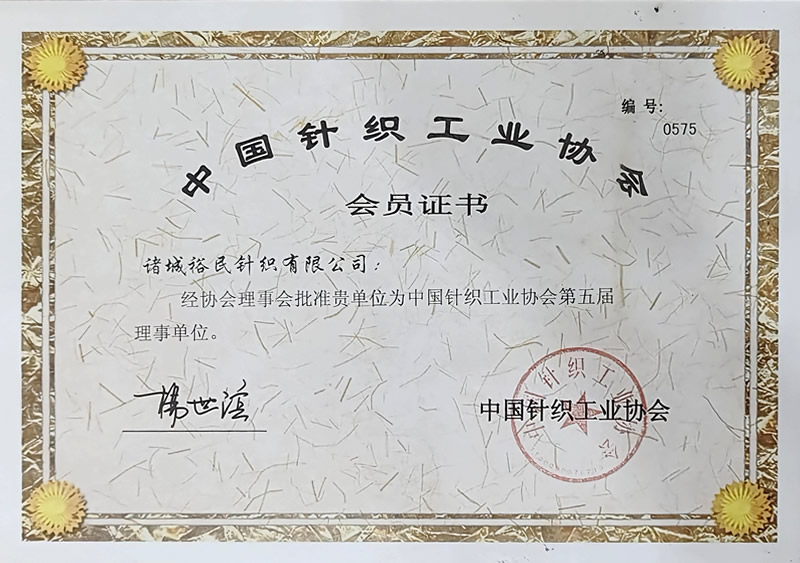 编号:
0575
中国针织工业协会
会员证书
诸城裕民针织有限公司:
经协会理事会批准贵单位为中国针织工业协会第五届
理事单位。
杨世滨
中国针织工业协会